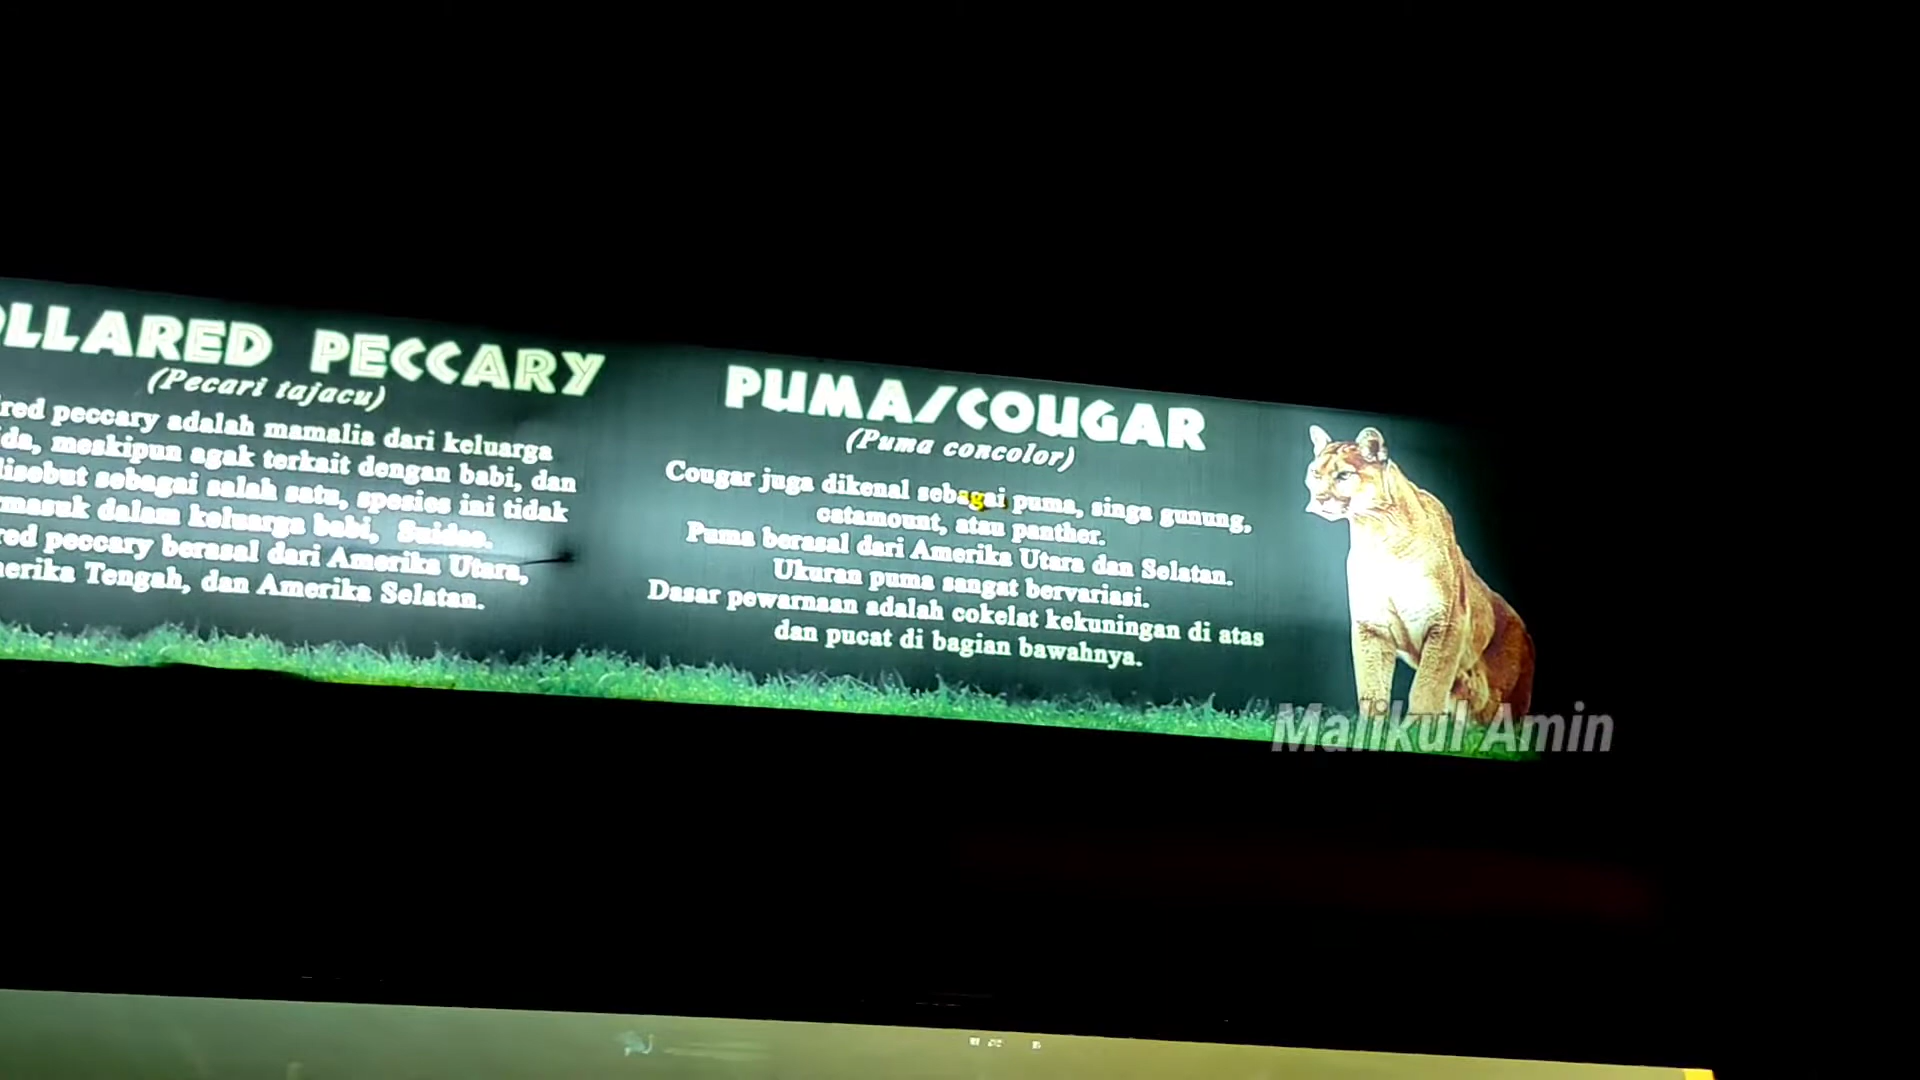 OLLARED PECCARY
(Pecari tajacu)
red peccary adalah mamalia dari keluarga
da, meskipun agak terkait dengan babi, dan
disebut sebagai salah satu, spesies ini tidak
rmasuk dalam keluarga babi, Suidae.
red peccary berasal dari Amerika Utara,
nerika Tengah, dan Amerika Selatan.
PUMA/COUGAR
(Puma concolor)
Cougar juga dikenal sebagai puma, singa gunung,
catamount, atau panther.
Puma berasal dari Amerika Utara dan Selatan.
Ukuran puma sangat bervariasi.
Dasar pewarnaan adalah cokelat kekuningan di atas
dan pucat di bagian bawahnya.
Malikul Amin